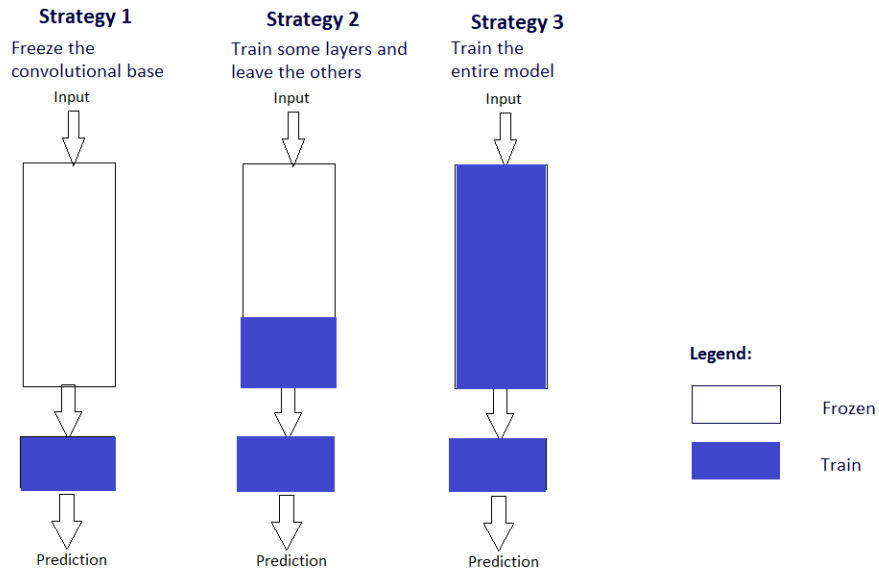 Strategy 1
Freeze the
convolutional base
Input
Prediction
Strategy 2
Train some layers and
leave the others
Input
Prediction
Strategy 3
Train the
entire model
Input
Prediction
Legend:
Frozen
Train